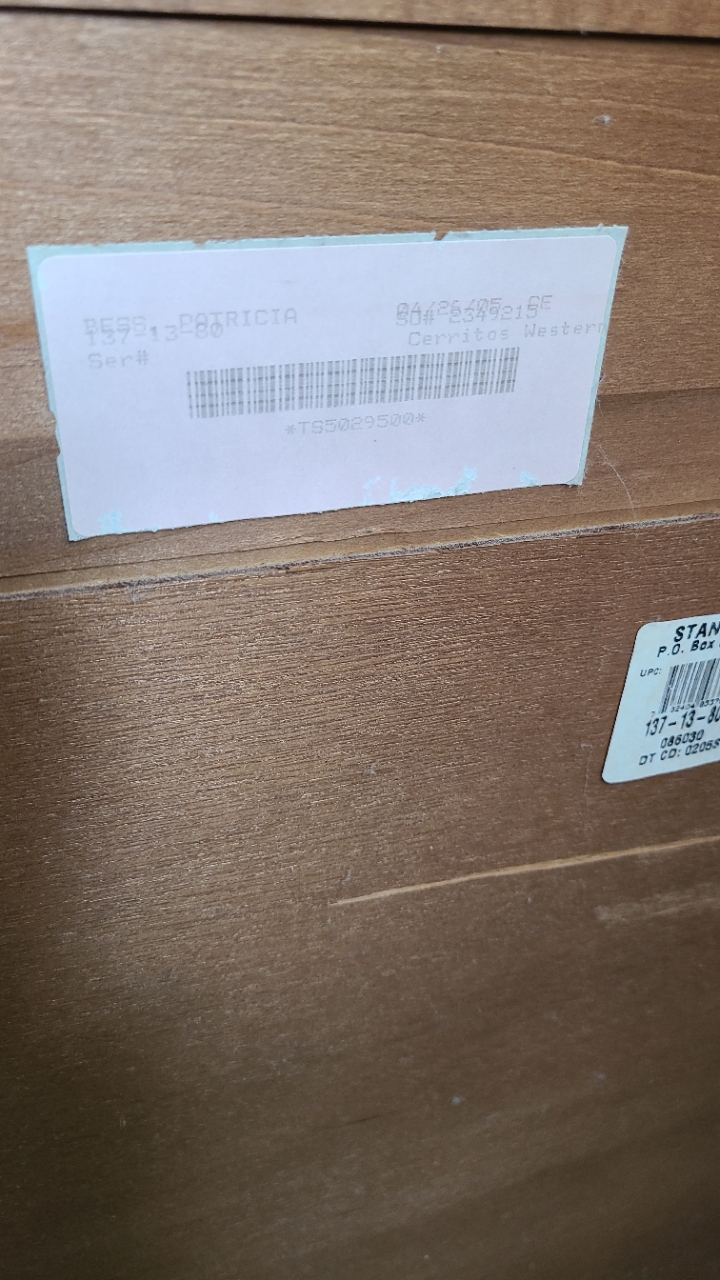 BESS, PATRICIA
04/26/05 CE
137-13-80
SO# 2349215
Cerritos Western
Ser#
*TS5029500*
STAN
P.O. Box
UPC:
137-13-80
086030
DT CD: 0205S